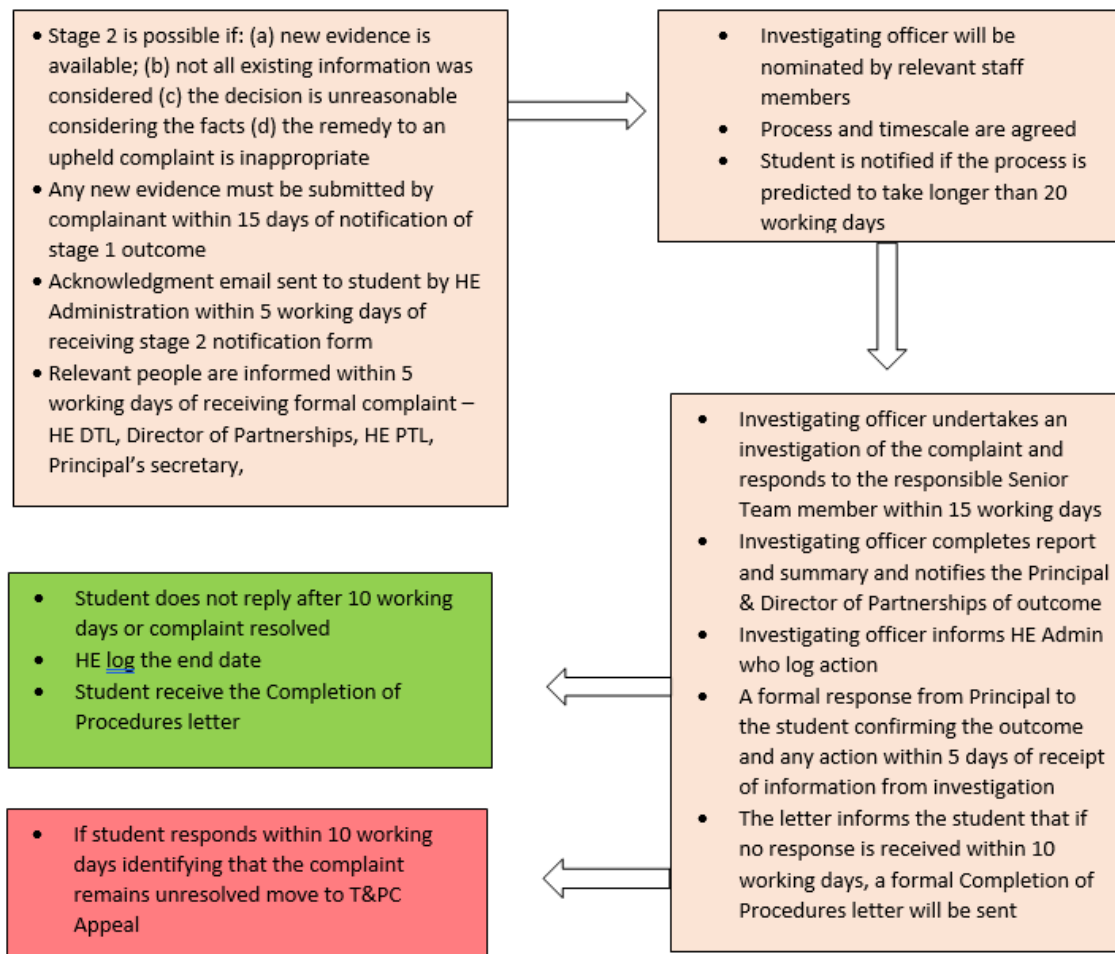 • Stage 2 is possible if: (a) new evidence is
available; (b) not all existing information was
considered (c) the decision is unreasonable
considering the facts (d) the remedy to an
upheld complaint is inappropriate
• Any new evidence must be submitted by
complainant within 15 days of notification of
stage 1 outcome
• Acknowledgment email sent to student by HE
Administration within 5 working days of
receiving stage 2 notification form
• Relevant people are informed within 5
working days of receiving formal complaint –
HE DTL, Director of Partnerships, HE PTL,
Principal's secretary,
• Investigating officer will be
nominated by relevant staff
members
• Process and timescale are agreed
• Student is notified if the process is
predicted to take longer than 20
working days
• Investigating officer undertakes an
investigation of the complaint and
responds to the responsible Senior
Team member within 15 working days
• Investigating officer completes report
and summary and notifies the Principal
& Director of Partnerships of outcome
• Investigating officer informs HE Admin
who log action
• A formal response from Principal to
the student confirming the outcome
and any action within 5 days of receipt
of information from investigation
• The letter informs the student that if
no response is received within 10
working days, a formal Completion of
Procedures letter will be sent
• Student does not reply after 10 working
days or complaint resolved
• HE log the end date
• Student receive the Completion of
Procedures letter
• If student responds within 10 working
days identifying that the complaint
remains unresolved move to T&PC
Appeal